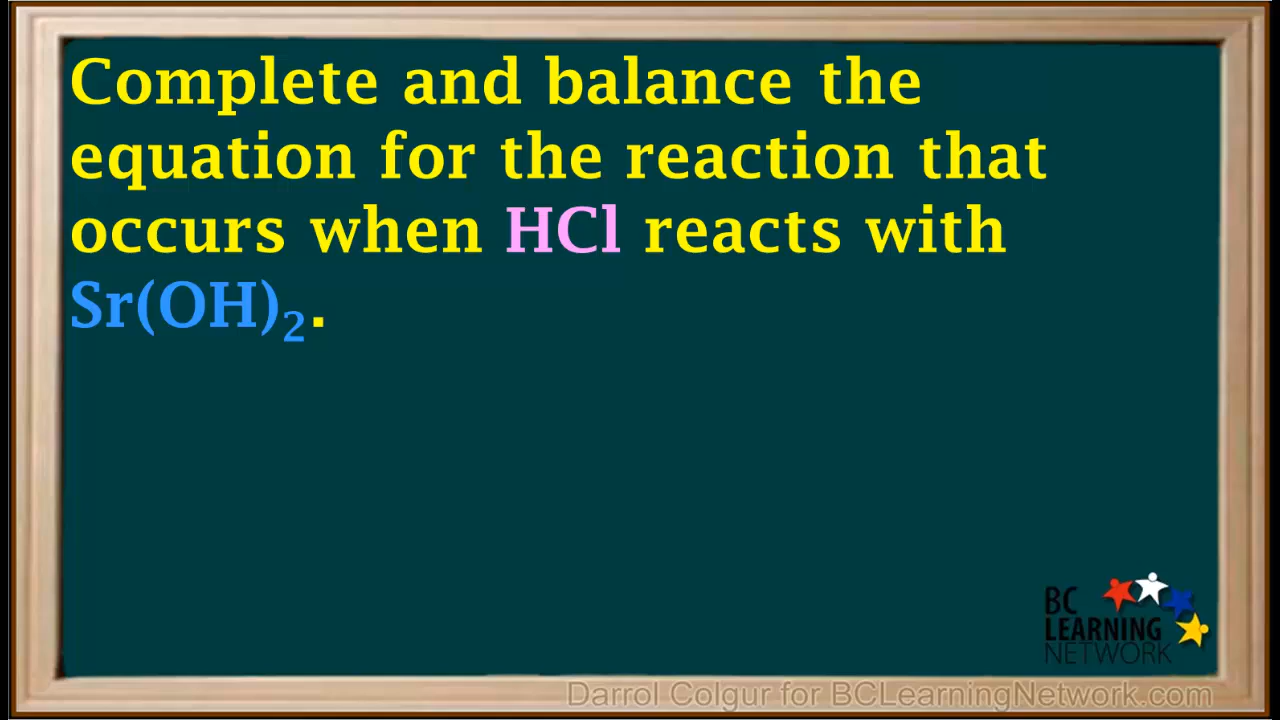 Complete and balance the
equation for the reaction that
occurs when HCl reacts with
Sr(OH)₂.
BC
LEARNING
NETWORK
Darrol Colgur for BCLearningNetwork.com